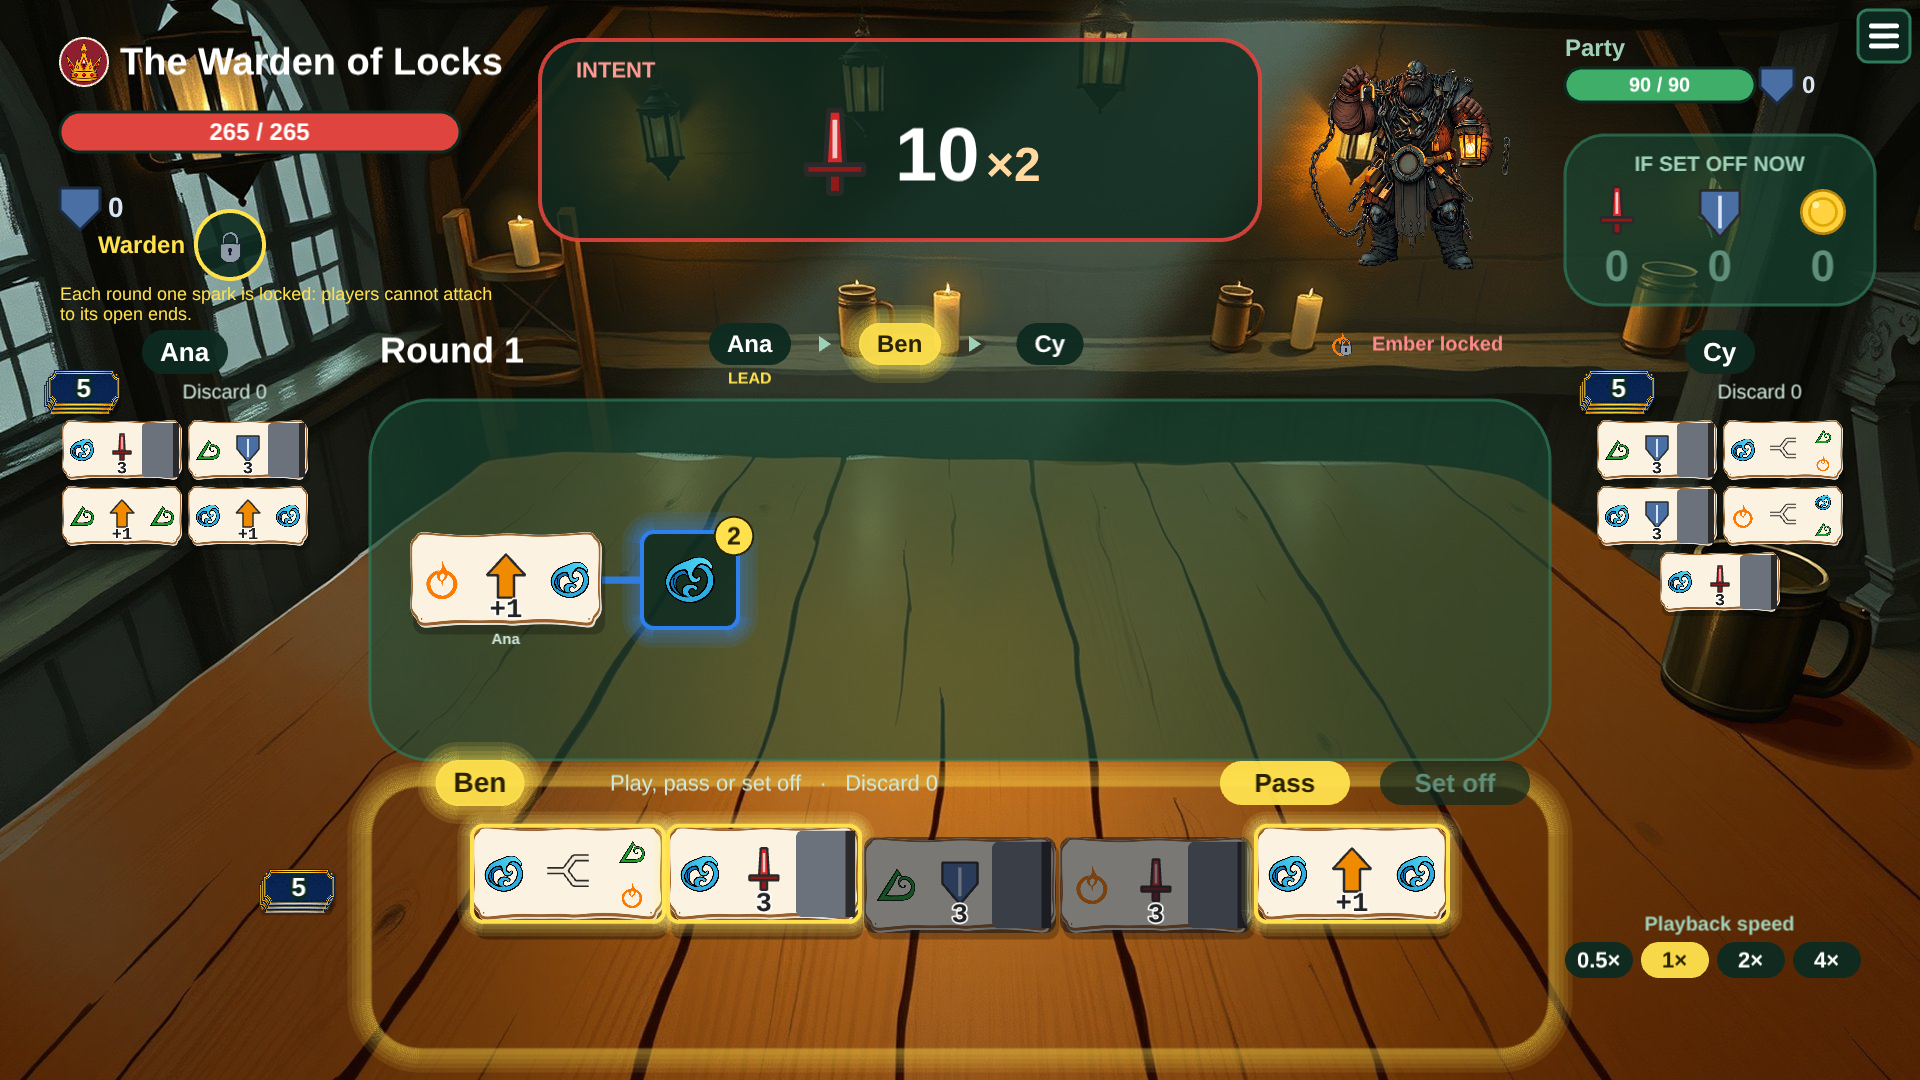 The Warden of Locks
265 / 265
0
Warden
Each round one spark is locked: players cannot attach
to its open ends.
INTENT
10 ×2
Party
90 / 90
0
IF SET OFF NOW
0 0 0
Round 1
Ana Ben Cy
LEAD
Ember locked
Ana
5
Discard 0
3 3
+1 +1
Cy
5
Discard 0
3
3
3
+1
Ana
2
Ben
Play, pass or set off · Discard 0
Pass
Set off
5
3
3
3
+1
Playback speed
0.5× 1× 2× 4×